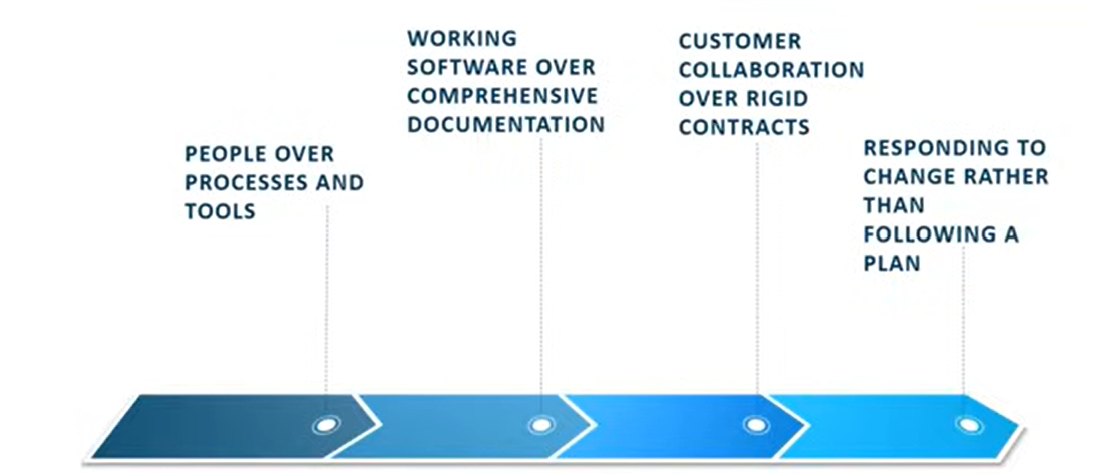 PEOPLE OVER
PROCESSES AND
TOOLS
WORKING
SOFTWARE OVER
COMPREHENSIVE
DOCUMENTATION
CUSTOMER
COLLABORATION
OVER RIGID
CONTRACTS
RESPONDING TO
CHANGE RATHER
THAN
FOLLOWING A
PLAN